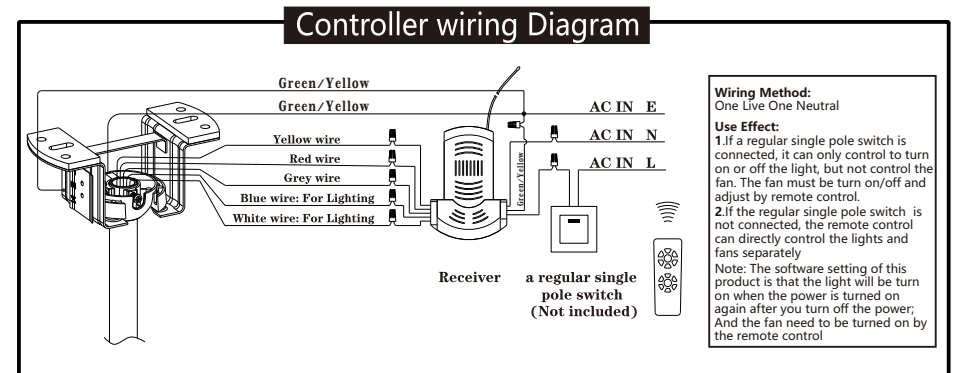 Controller wiring Diagram
Green/Yellow
Green/Yellow
AC IN E
Yellow wire
AC IN N
Red wire
AC IN L
Grey wire
Green/Yellow
Blue wire: For Lighting
White wire: For Lighting
Receiver
a regular single
pole switch
(Not included)
Wiring Method:
One Live One Neutral
Use Effect:
1.If a regular single pole switch is
connected, it can only control to turn
on or off the light, but not control the
fan. The fan must be turn on/off and
adjust by remote control.
2.If the regular single pole switch is
not connected, the remote control
can directly control the lights and
fans separately
Note: The software setting of this
product is that the light will be turn
on when the power is turned on
again after you turn off the power;
And the fan need to be turned on by
the remote control